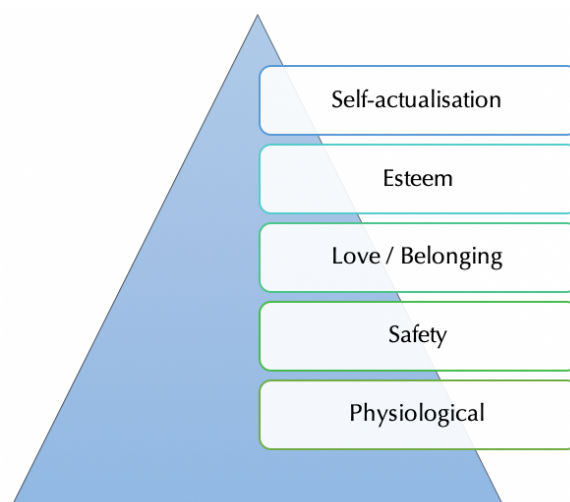 Self-actualisation
Esteem
Love / Belonging
Safety
Physiological